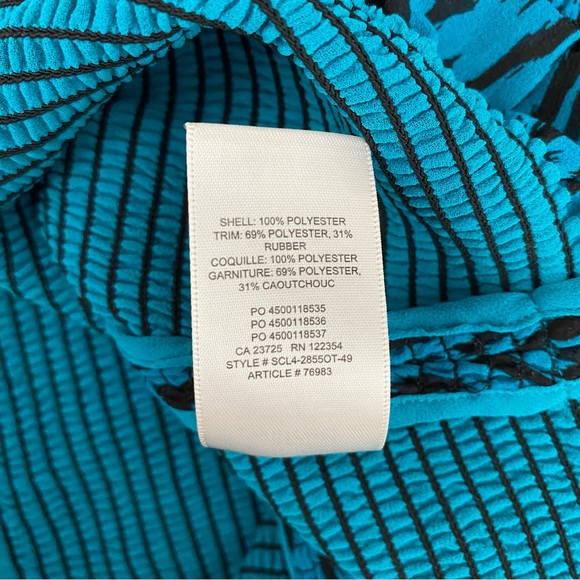 SHELL: 100% POLYESTER
TRIM: 69% POLYESTER, 31%
RUBBER
COQUILLE: 100% POLYESTER
GARNITURE: 69% POLYESTER,
31% CAOUTCHOUC
PO 4500118535
PO 4500118536
PO 4500118537
CA 23725 RN 122354
STYLE # SCL4-2855OT-49
ARTICLE # 76983